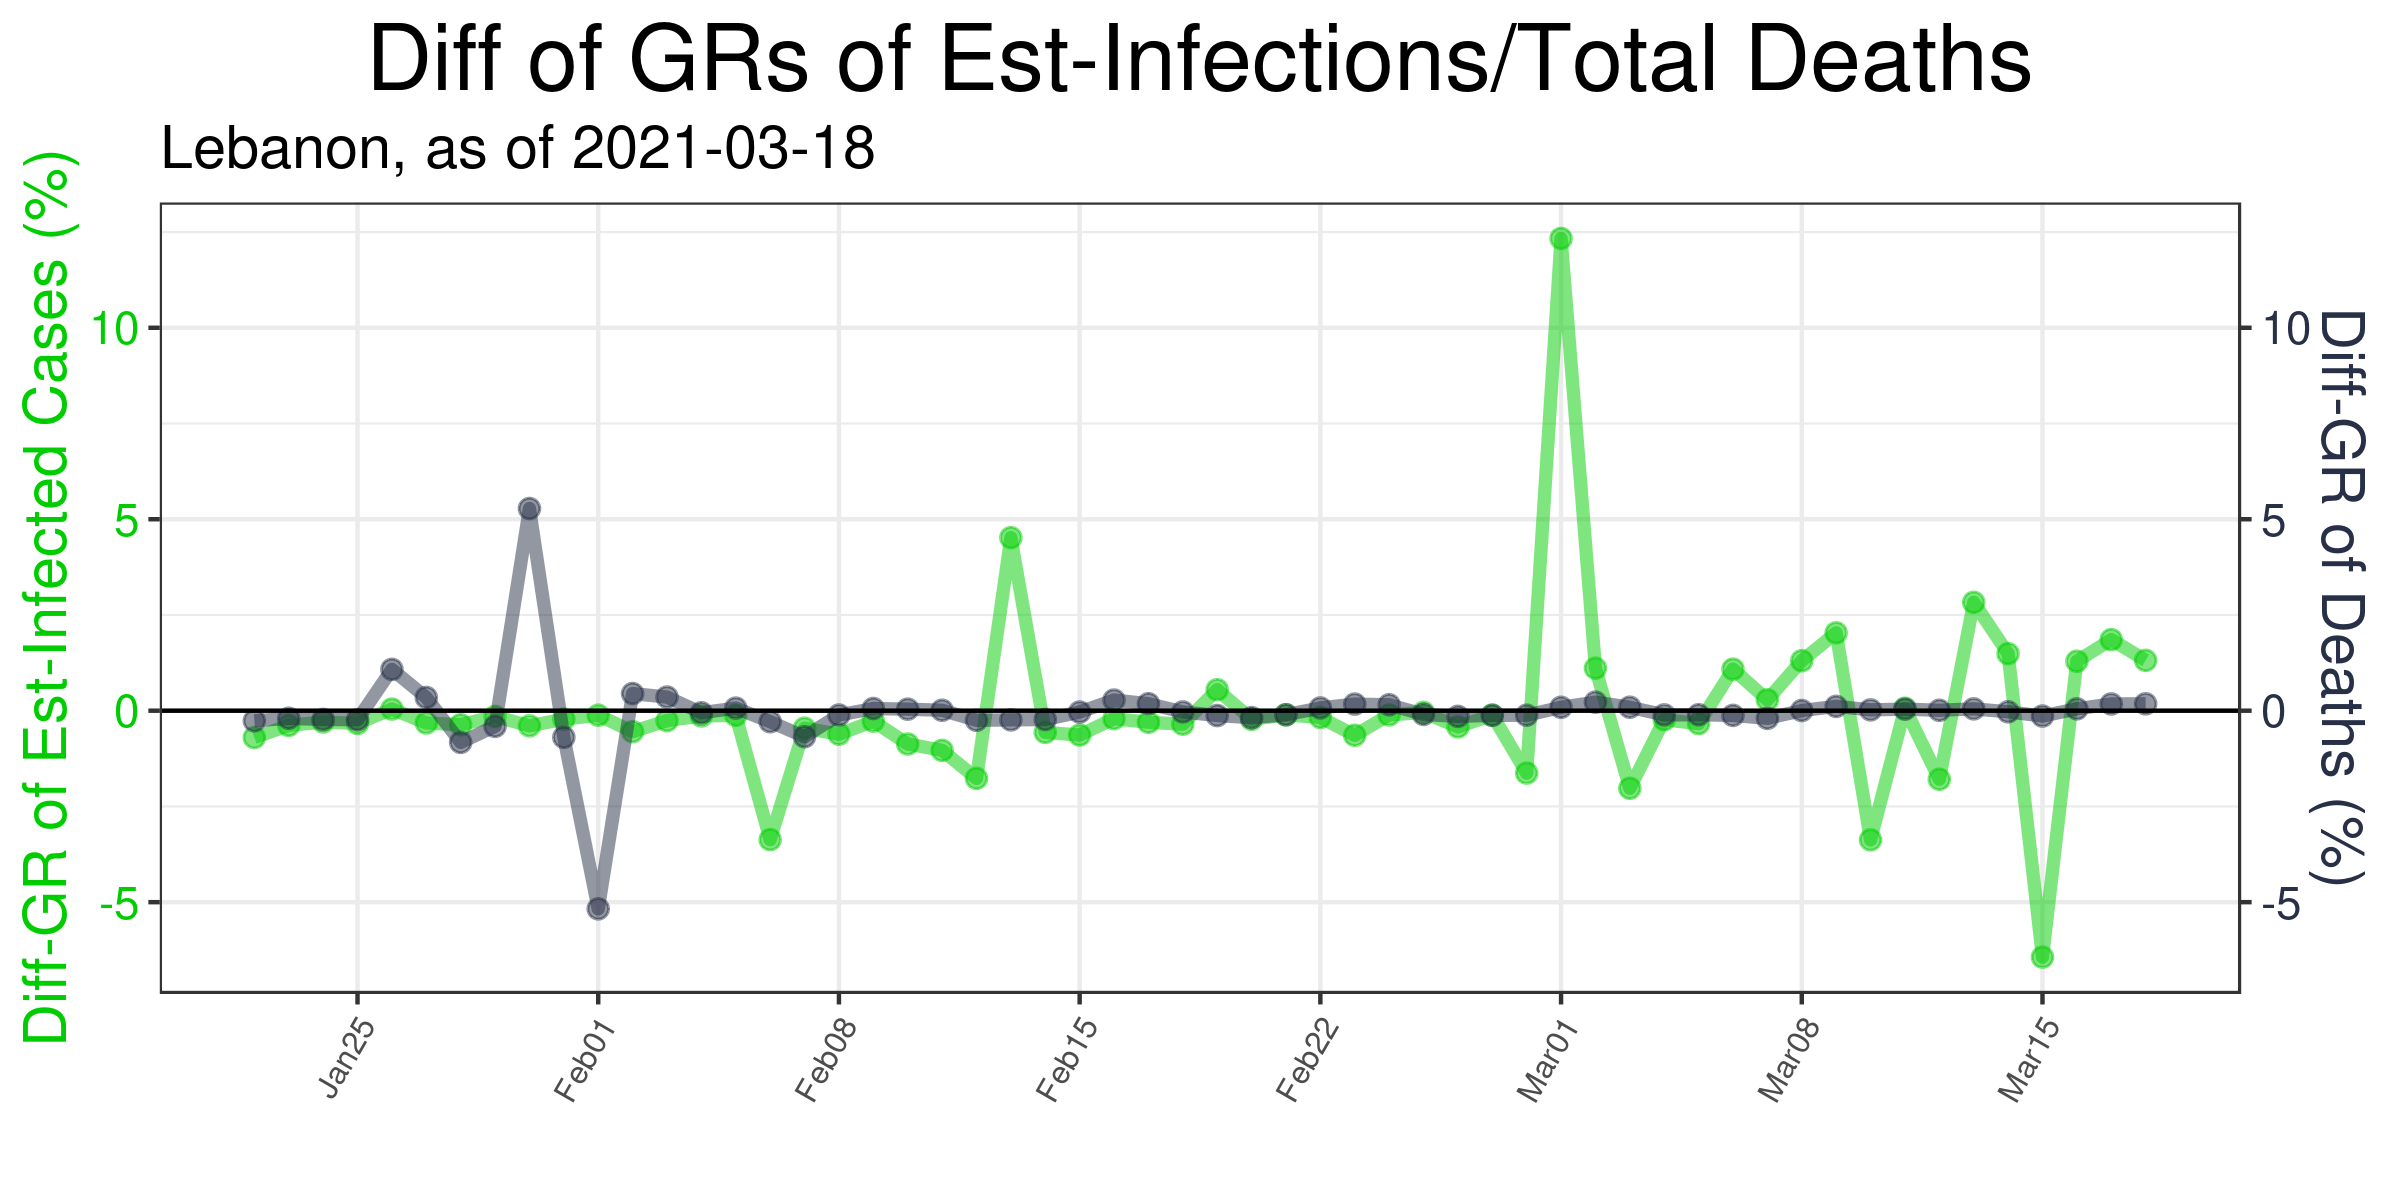 Diff of GRs of Est-Infections/Total Deaths
Lebanon, as of 2021-03-18
Diff-GR of Est-Infected Cases (%)
10
5
0
-5
10
5
0
-5
Diff-GR of Deaths (%)
Jan25
Feb01
Feb08
Feb15
Feb22
Mar01
Mar08
Mar15